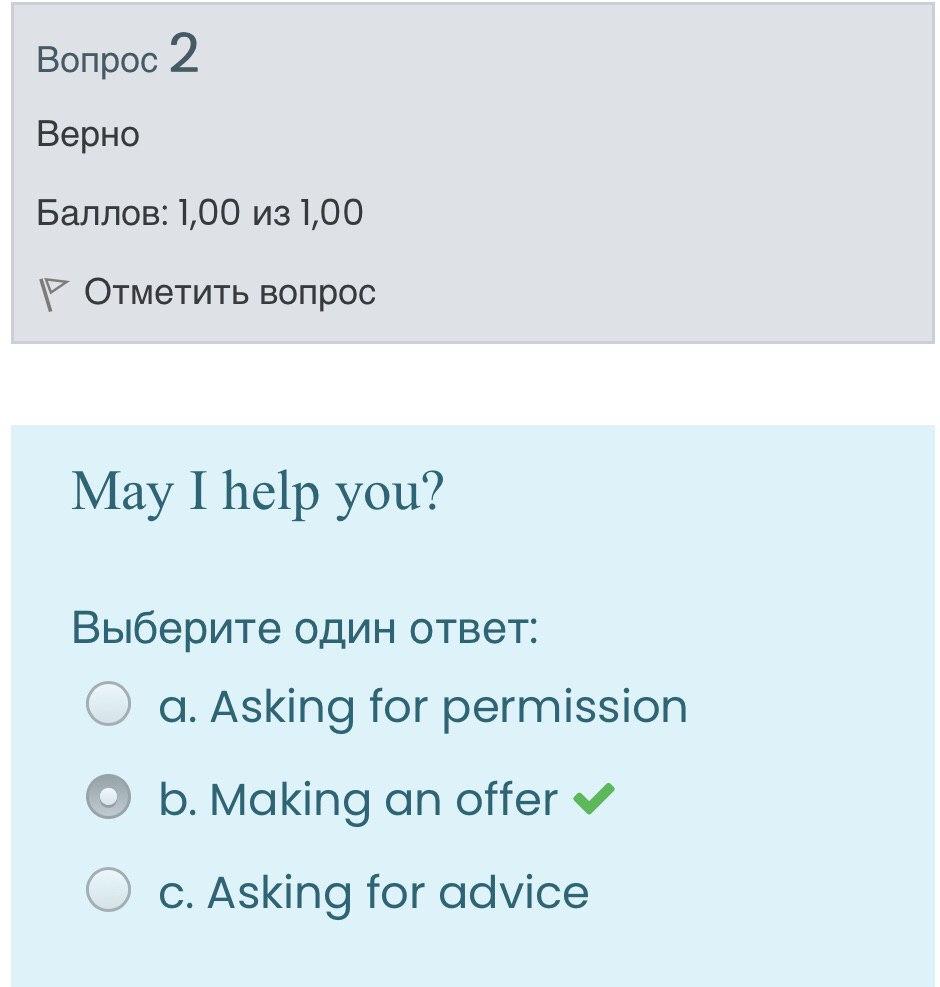 Вопрос 2
Верно
Баллов: 1,00 из 1,00
Отметить вопрос
May I help you?
Выберите один ответ:
a. Asking for permission
b. Making an offer
c. Asking for advice